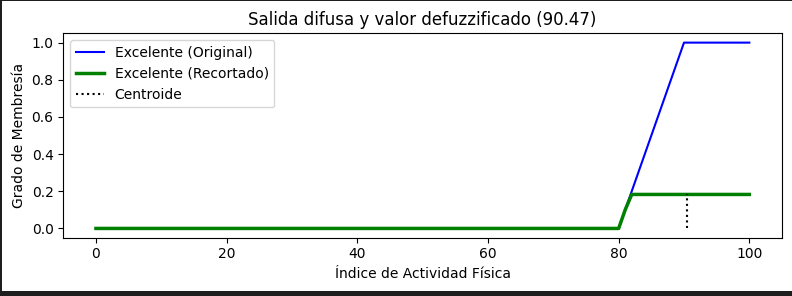 Salida difusa y valor defuzzificado (90.47)
Excelente (Original)
Excelente (Recortado)
Centroide
Grado de Membresía
1.0
0.8
0.6
0.4
0.2
0.0
0 20 40 60 80 100
Índice de Actividad Física